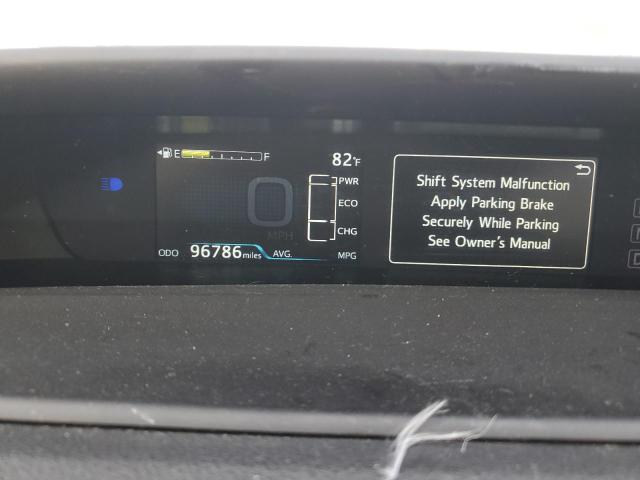 E F
82°F
PWR
ECO
CHG
0
MPH
ODO 96786 miles AVG. MPG
Shift System Malfunction
Apply Parking Brake
Securely While Parking
See Owner's Manual